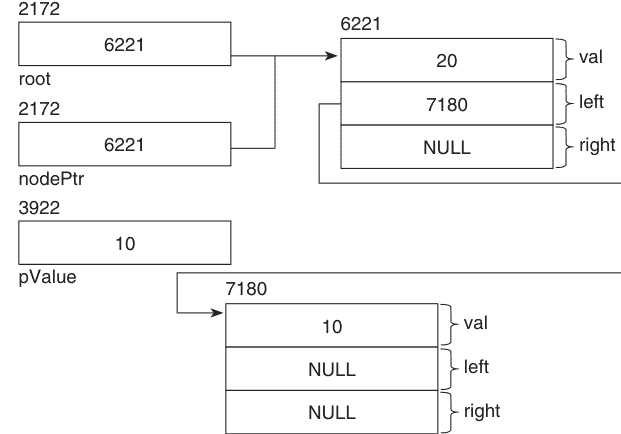 2172
6221
root
2172
6221
nodePtr
3922
10
pValue
6221
20
val
7180
left
NULL
right
7180
10
val
NULL
left
NULL
right